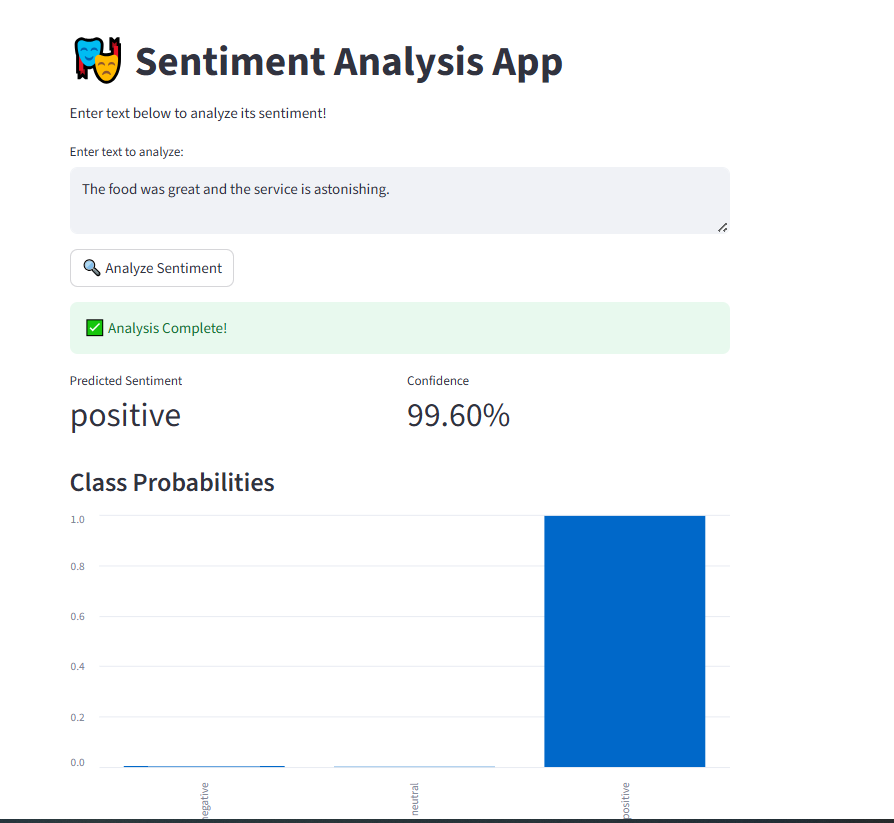 Sentiment Analysis App
Enter text below to analyze its sentiment!
Enter text to analyze:
The food was great and the service is astonishing.
Analyze Sentiment
Analysis Complete!
Predicted Sentiment Confidence
positive 99.60%
Class Probabilities
1.0
0.8
0.6
0.4
0.2
0.0
negative neutral positive